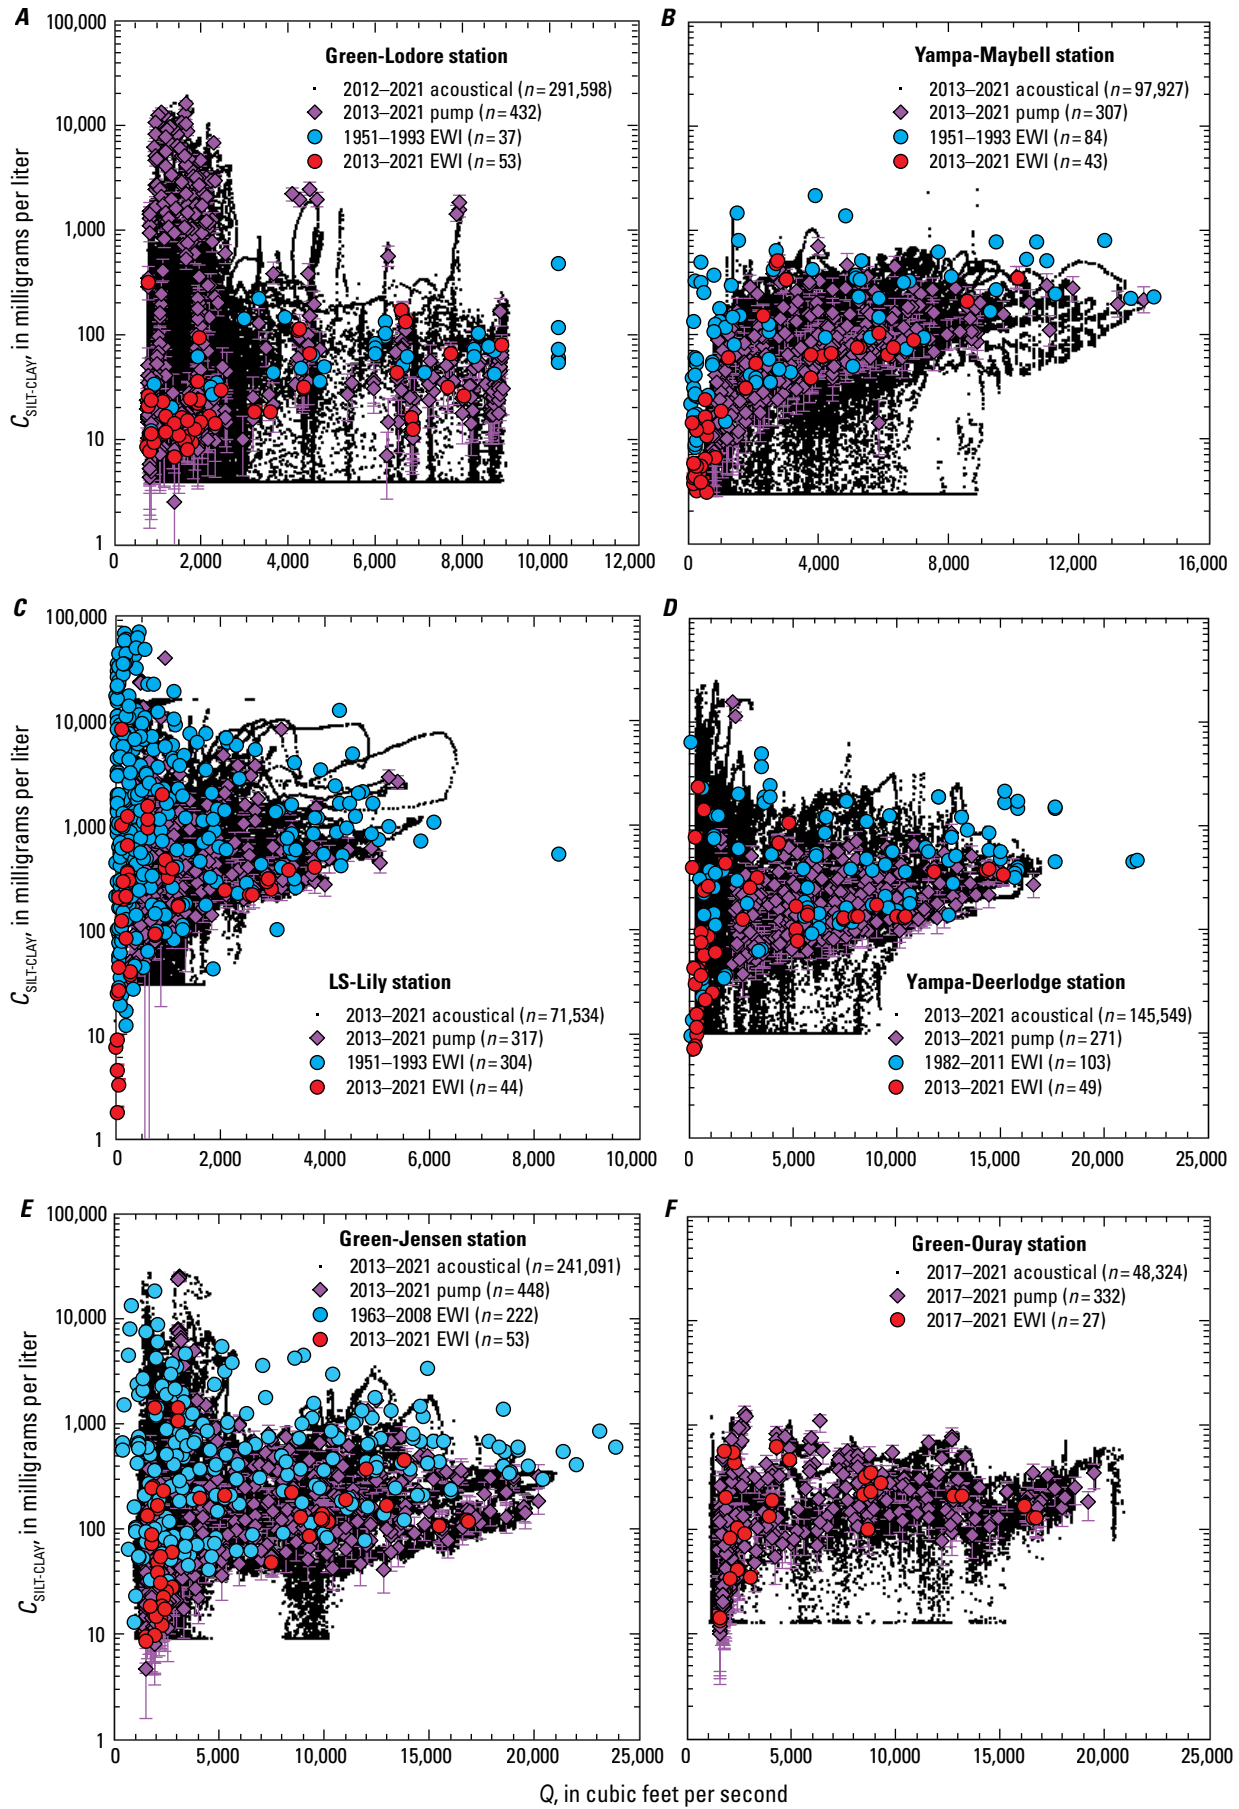 A
100,000
10,000
1,000
100
10
1
C SILT-CLAY, in milligrams per liter
Green-Lodore station
2012–2021 acoustical (n=291,598)
2013–2021 pump (n=432)
1951–1993 EWI (n=37)
2013–2021 EWI (n=53)
0 2,000 4,000 6,000 8,000 10,000 12,000
B
Yampa-Maybell station
2013–2021 acoustical (n=97,927)
2013–2021 pump (n=307)
1951–1993 EWI (n=84)
2013–2021 EWI (n=43)
0 4,000 8,000 12,000 16,000
C
100,000
10,000
1,000
100
10
1
C SILT-CLAY, in milligrams per liter
LS-Lily station
2013–2021 acoustical (n=71,534)
2013–2021 pump (n=317)
1951–1993 EWI (n=304)
2013–2021 EWI (n=44)
0 2,000 4,000 6,000 8,000 10,000
D
Yampa-Deerlodge station
2013–2021 acoustical (n=145,549)
2013–2021 pump (n=271)
1982–2011 EWI (n=103)
2013–2021 EWI (n=49)
0 5,000 10,000 15,000 20,000 25,000
E
100,000
10,000
1,000
100
10
1
C SILT-CLAY, in milligrams per liter
Green-Jensen station
2013–2021 acoustical (n=241,091)
2013–2021 pump (n=448)
1963–2008 EWI (n=222)
2013–2021 EWI (n=53)
0 5,000 10,000 15,000 20,000 25,000
F
Green-Ouray station
2017–2021 acoustical (n=48,324)
2017–2021 pump (n=332)
2017–2021 EWI (n=27)
0 5,000 10,000 15,000 20,000 25,000
Q, in cubic feet per second